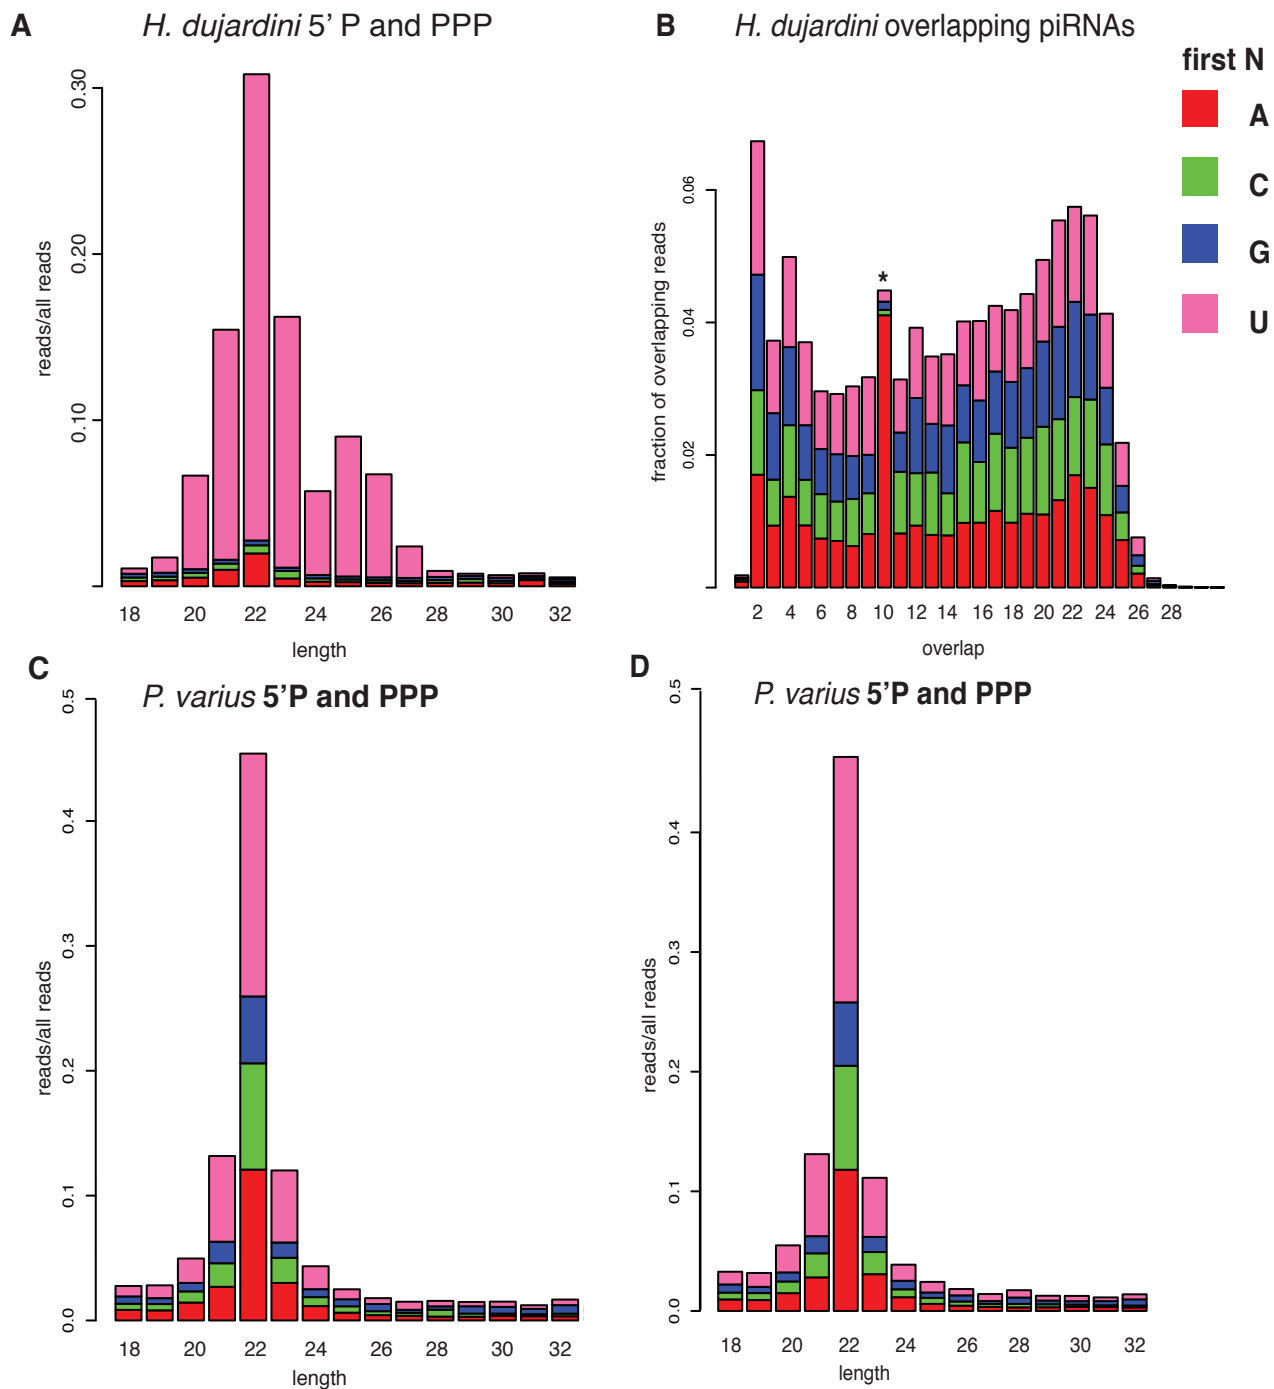 A
H. dujardini 5' P and PPP
reads/all reads
0.30
0.20
0.10
18 20 22 24 26 28 30 32
length
B
H. dujardini overlapping piRNAs
fraction of overlapping reads
0.06
0.04
0.02
*
2 4 6 8 10 12 14 16 18 20 22 24 26 28
overlap
first N
A
C
G
U
C
P. varius 5'P and PPP
reads/all reads
0.5
0.4
0.3
0.2
0.1
0.0
18 20 22 24 26 28 30 32
length
D
P. varius 5'P and PPP
reads/all reads
0.5
0.4
0.3
0.2
0.1
0.0
18 20 22 24 26 28 30 32
length